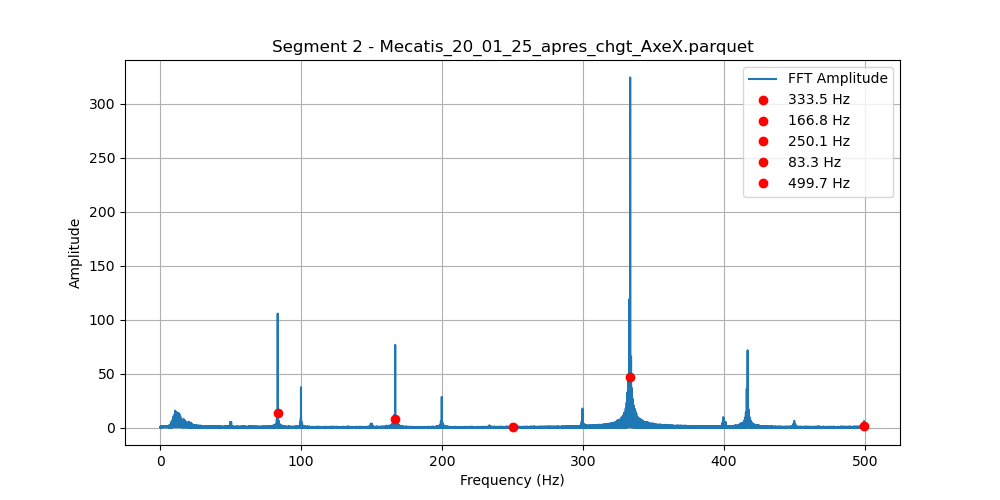 Segment 2 - Mecatis_20_01_25_apres_chgt_AxeX.parquet
FFT Amplitude
333.5 Hz
166.8 Hz
250.1 Hz
83.3 Hz
499.7 Hz
Amplitude
300
250
200
150
100
50
0
0 100 200 300 400 500
Frequency (Hz)